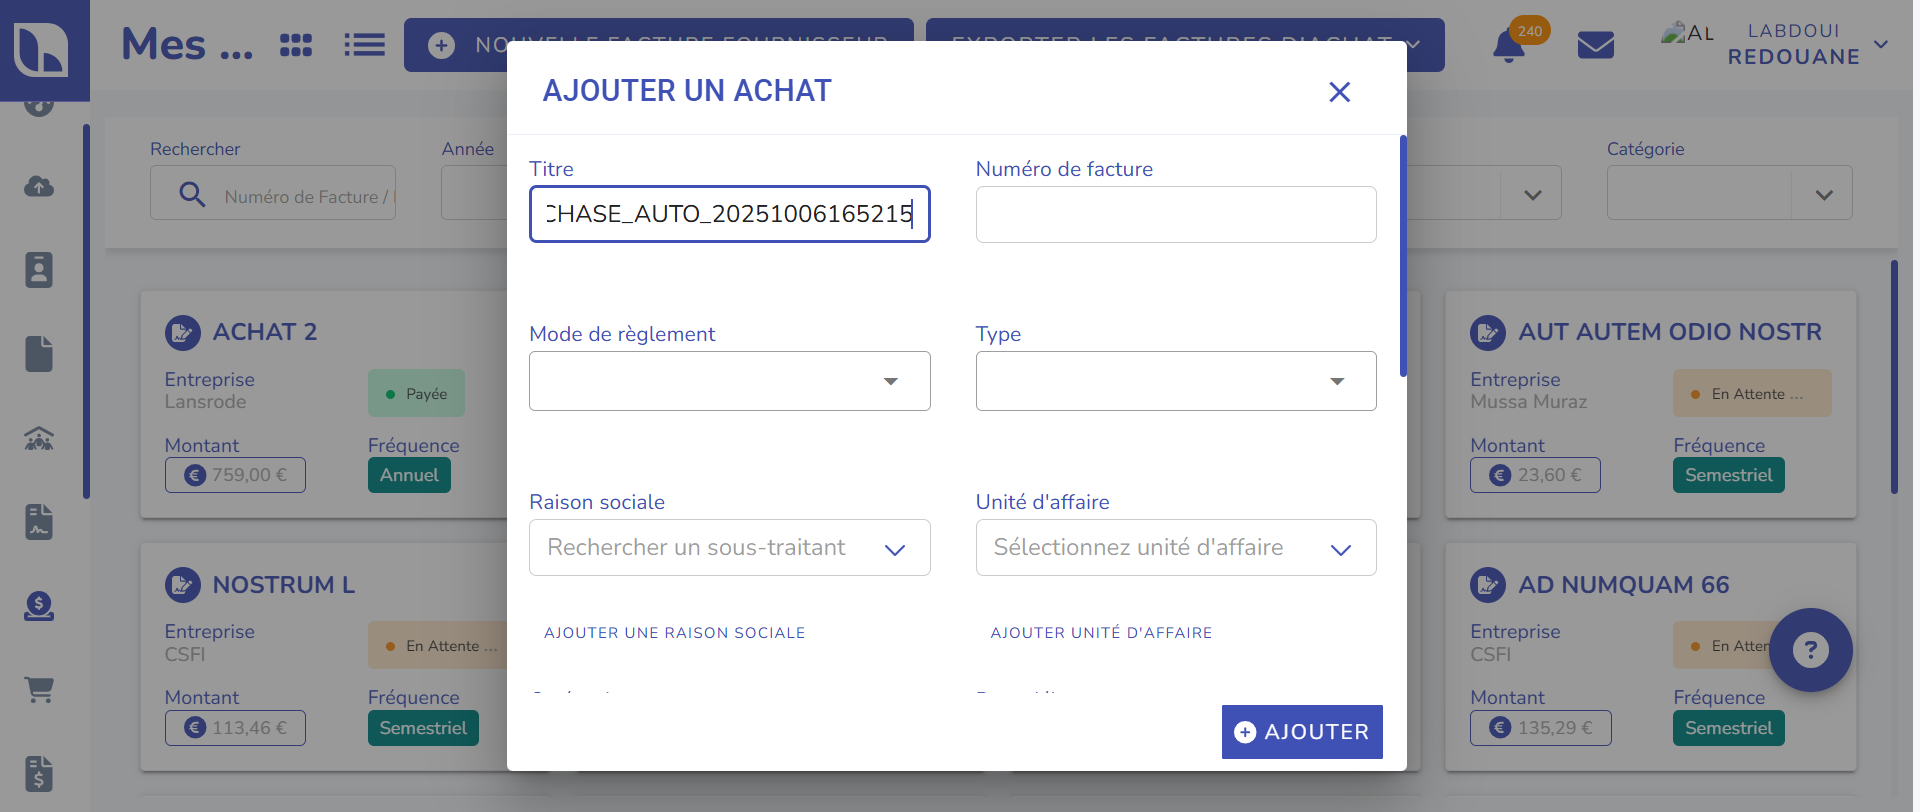 Mes ...
NOUVELLE FACTURE FOURNISSEUR
EXPORTER LES FACTURES D'ACHAT
240
AL
LABDOUI
REDOUANE
AJOUTER UN ACHAT
Rechercher
Numéro de Facture /
Année
Catégorie
Titre
CHASE_AUTO_20251006165215
Numéro de facture
Mode de règlement
Type
Raison sociale
Rechercher un sous-traitant
Unité d'affaire
Sélectionnez unité d'affaire
AJOUTER UNE RAISON SOCIALE
AJOUTER UNITÉ D'AFFAIRE
AJOUTER
ACHAT 2
Entreprise
Lansrode
Payée
Montant
759,00 €
Fréquence
Annuel
AUT AUTEM ODIO NOSTR
Entreprise
Mussa Muraz
En Attente ...
Montant
23,60 €
Fréquence
Semestriel
NOSTRUM L
Entreprise
CSFI
En Attente ...
Montant
113,46 €
Fréquence
Semestriel
AD NUMQUAM 66
Entreprise
CSFI
En Atten
Montant
135,29 €
Fréquence
Semestriel